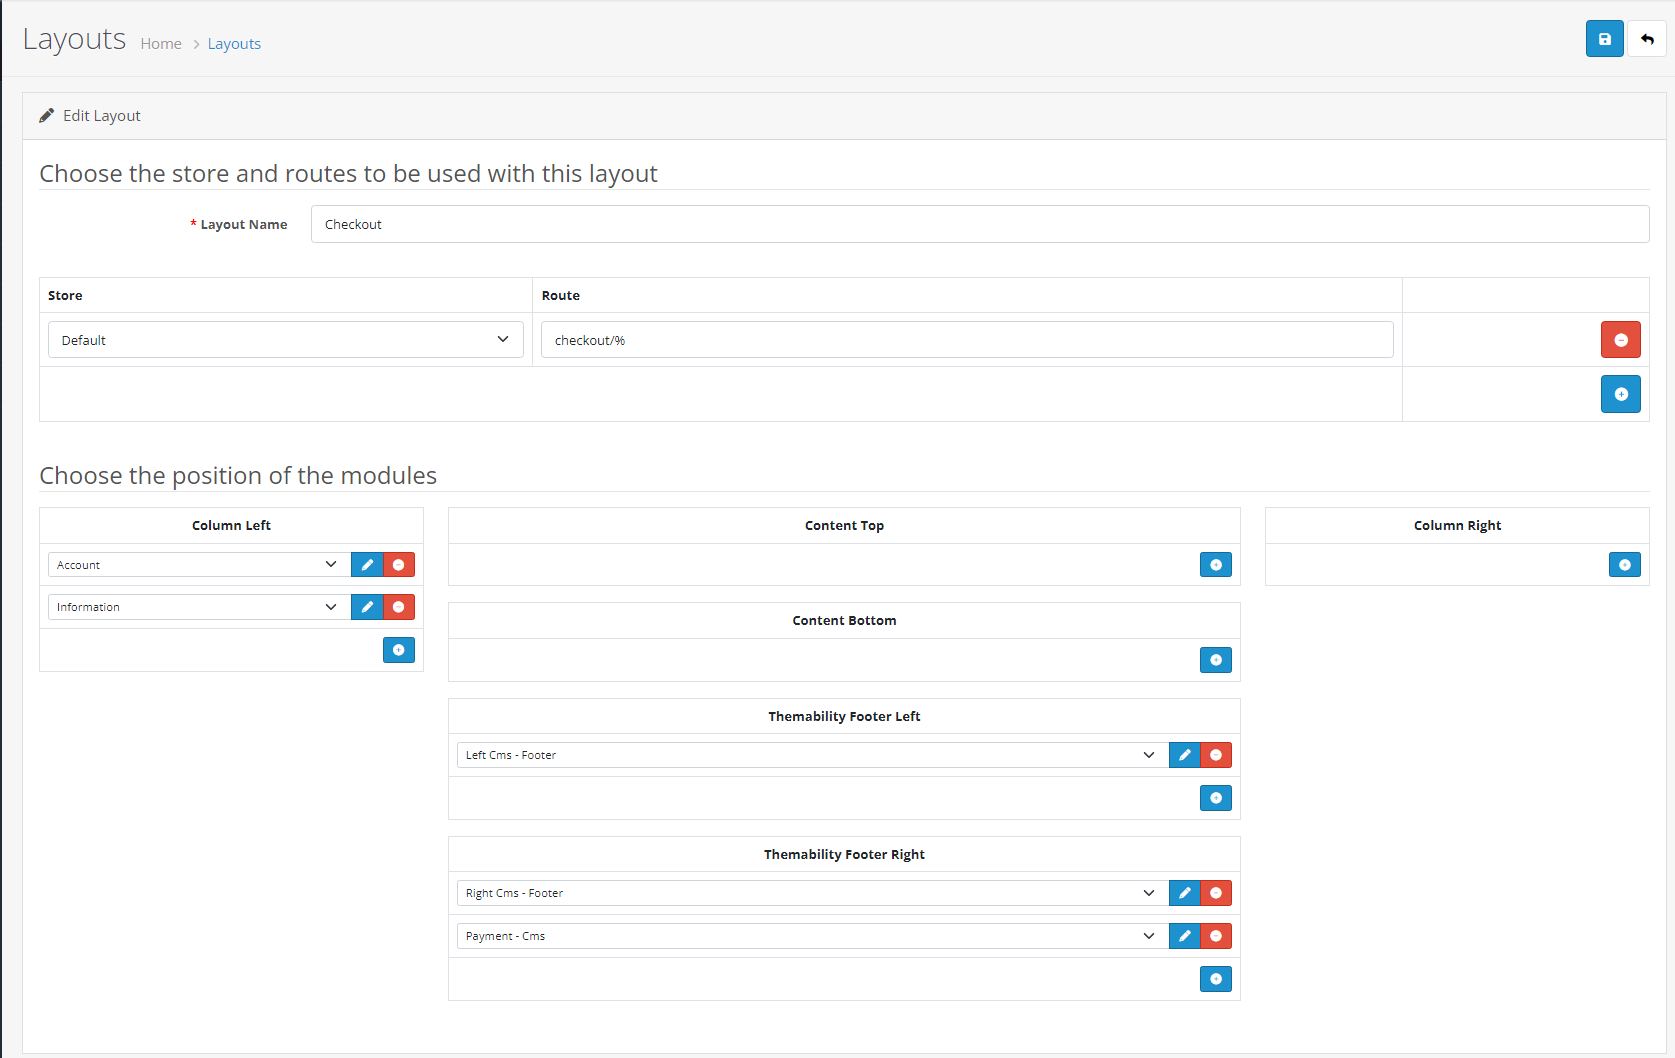 Layouts Home > Layouts
Edit Layout
Choose the store and routes to be used with this layout
* Layout Name Checkout
Store Route
Default checkout/%
Choose the position of the modules
Column Left
Account
Information
Content Top
Content Bottom
Themability Footer Left
Left Cms - Footer
Themability Footer Right
Right Cms - Footer
Payment - Cms
Column Right